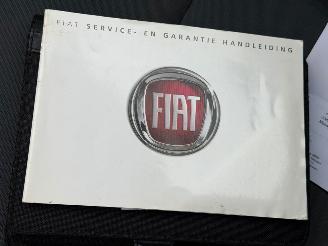 FIAT SERVICE- EN GARANTIE HANDLEIDING
FIAT